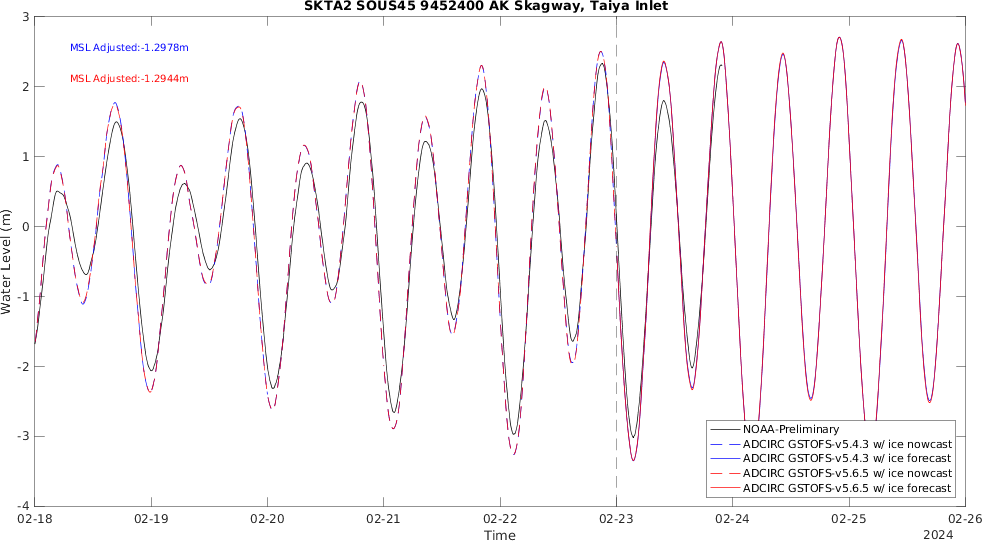 SKTA2 SOUS45 9452400 AK Skagway, Taiya Inlet
3
MSL Adjusted:-1.2978m
2
MSL Adjusted:-1.2944m
1
0
Water Level (m)
-1
-2
-3
NOAA-Preliminary
ADCIRC GSTOFS-v5.4.3 w/ ice nowcast
ADCIRC GSTOFS-v5.4.3 w/ ice forecast
ADCIRC GSTOFS-v5.6.5 w/ ice nowcast
ADCIRC GSTOFS-v5.6.5 w/ ice forecast
-4
02-18 02-19 02-20 02-21 02-22 02-23 02-24 02-25 02-26
Time 2024